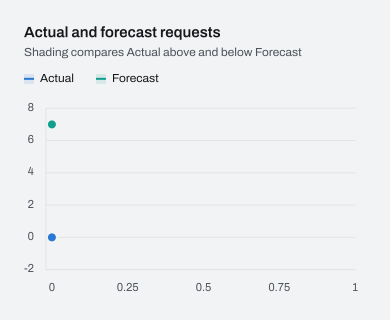 Actual and forecast requests
Shading compares Actual above and below Forecast
Actual Forecast
8
6
4
2
0
-2
0 0.25 0.5 0.75 1